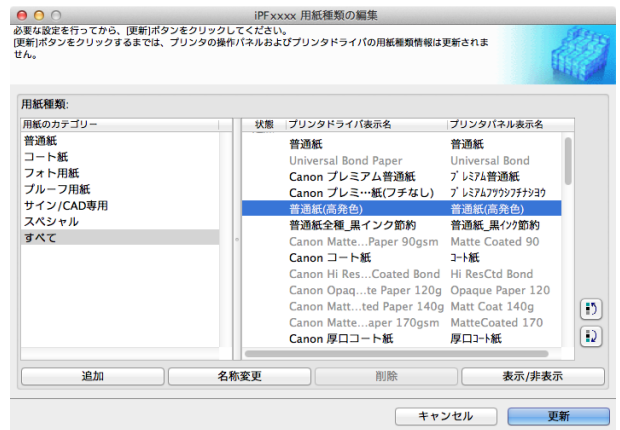 iPFxxxx 用紙種類の編集
必要な設定を行ってから、[更新]ボタンをクリックしてください。
[更新]ボタンをクリックするまでは、プリンタの操作パネルおよびプリンタドライバの用紙種類情報は更新されま
せん。
用紙種類:
用紙のカテゴリー
普通紙
コート紙
フォト用紙
プルーフ用紙
サイン/CAD専用
スペシャル
すべて
状態 プリンタドライバ表示名 プリンタパネル表示名
普通紙 普通紙
Universal Bond Paper Universal Bond
Canon プレミアム普通紙 プレミアム普通紙
Canon プレミ…紙(フチなし) プレミアムフツウシフチナシヨウ
普通紙(高発色) 普通紙(高発色)
普通紙全種_黒インク節約 普通紙_黒インク節約
Canon Matte...Paper 90gsm Matte Coated 90
Canon コート紙 コート紙
Canon Hi Res...Coated Bond Hi ResCtd Bond
Canon Opaq...te Paper 120g Opaque Paper 120
Canon Matt...ted Paper 140g Matt Coat 140g
Canon Matte...aper 170gsm MatteCoated 170
Canon 厚口コート紙 厚口コート紙
追加 名称変更 削除 表示/非表示
キャンセル 更新